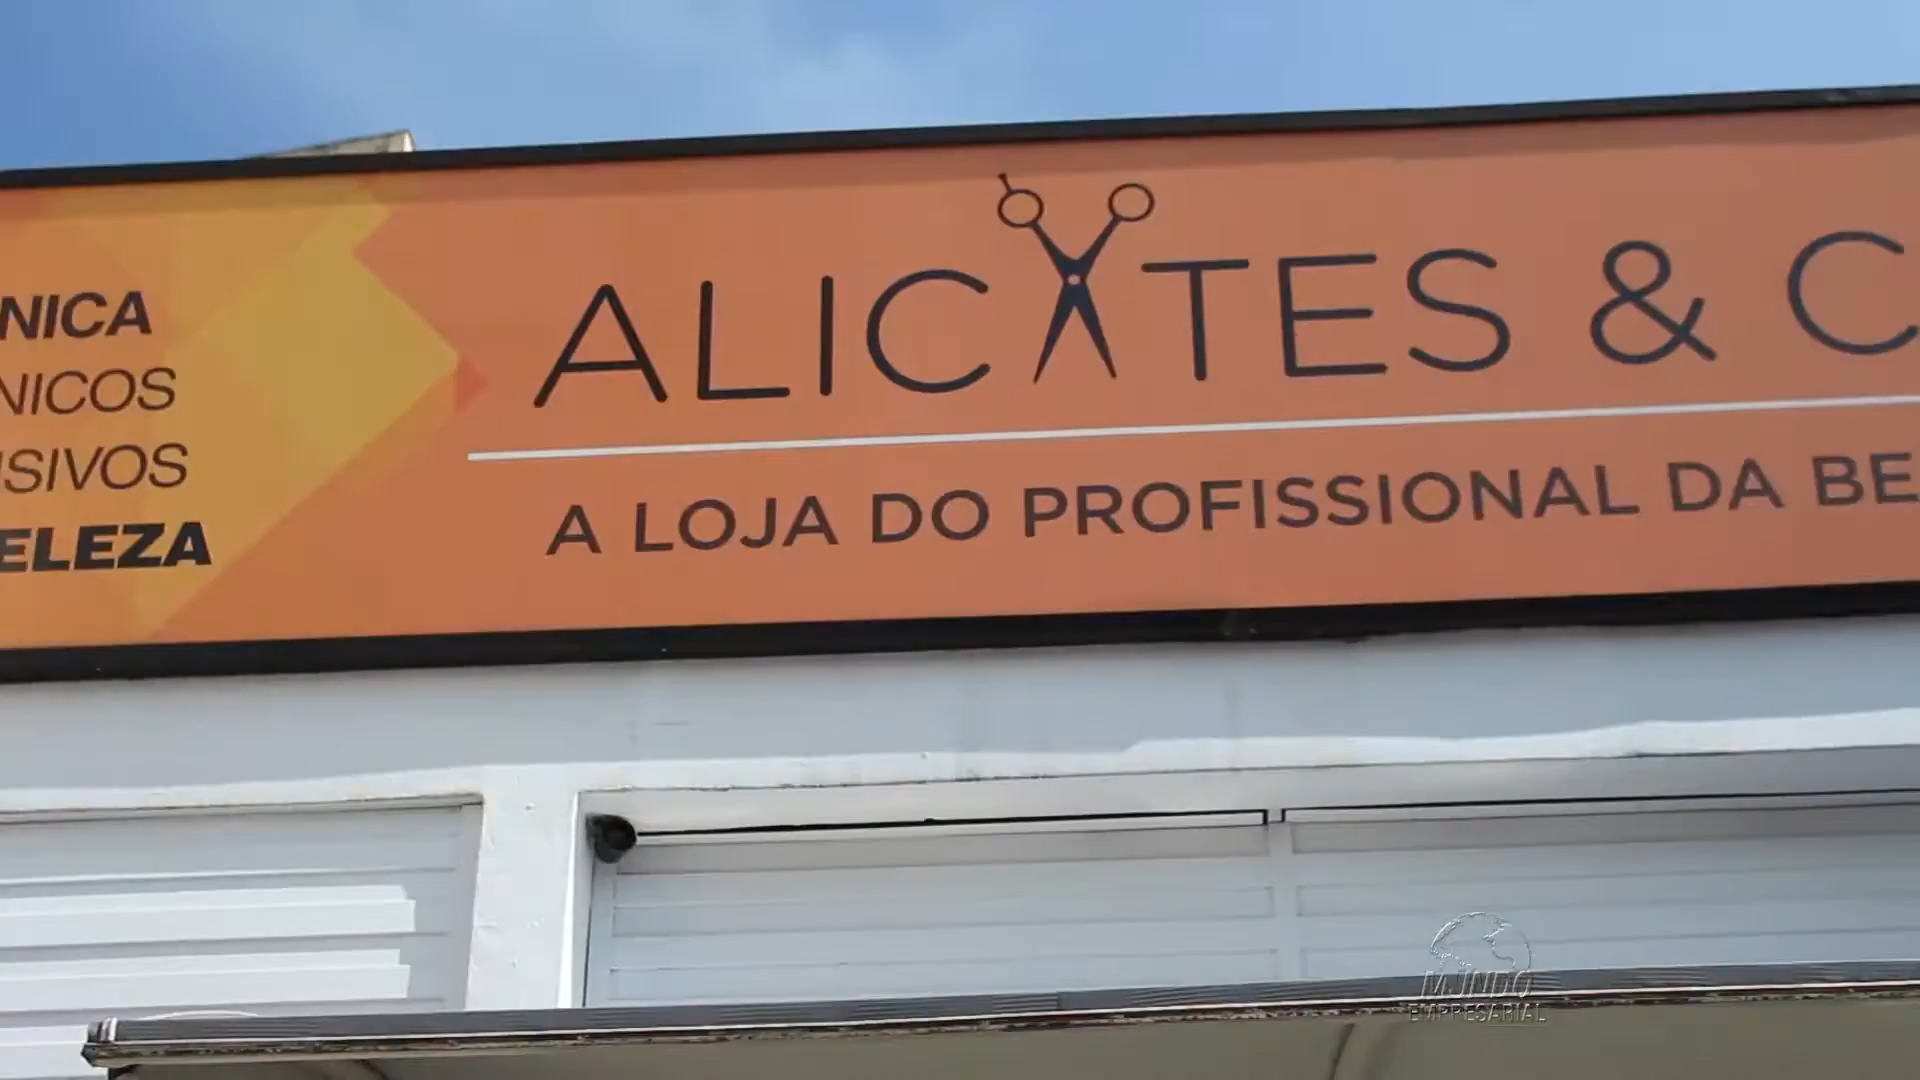 NICA
NICOS
SIVOS
ELEZA
ALICATES & C
A LOJA DO PROFISSIONAL DA BE
MUNDO
EMPRESARIAL